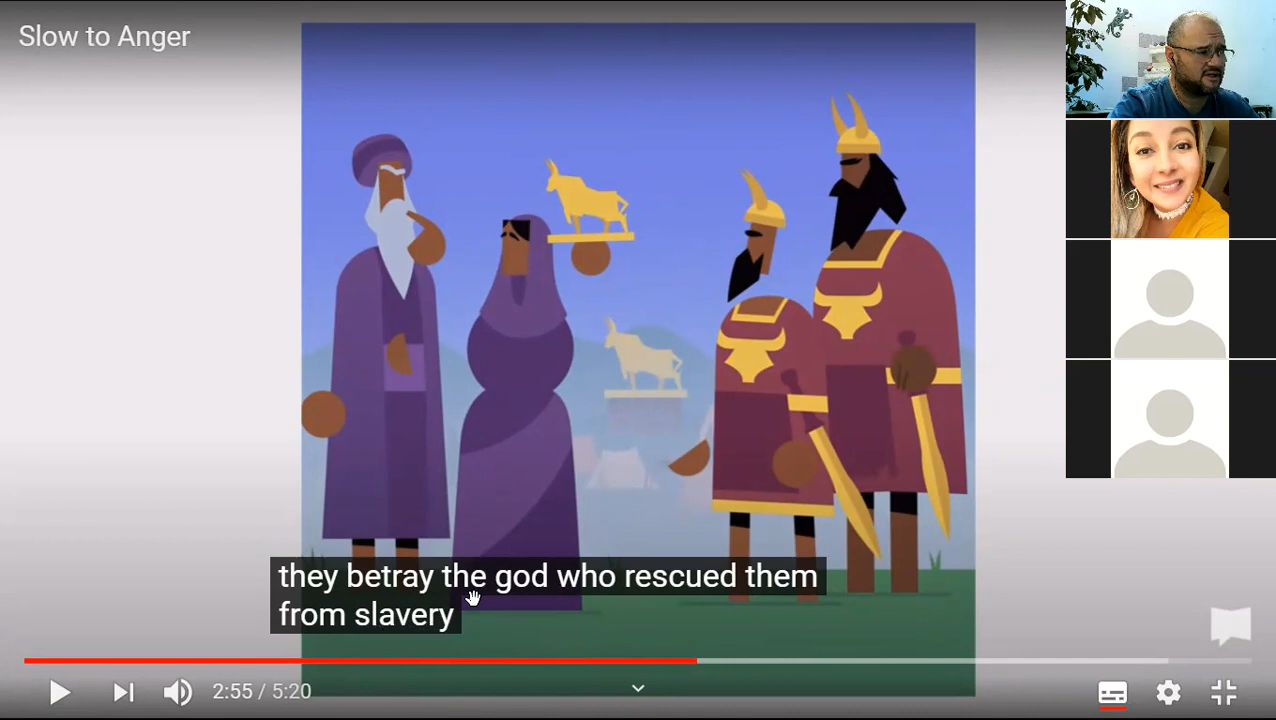 Slow to Anger
they betray the god who rescued them
from slavery
2:55 / 5:20